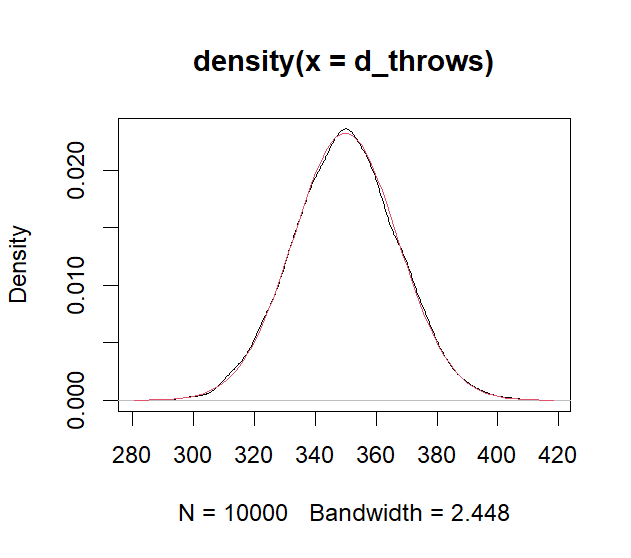 density(x = d_throws)
Density
0.000
0.010
0.020
280 300 320 340 360 380 400 420
N = 10000 Bandwidth = 2.448